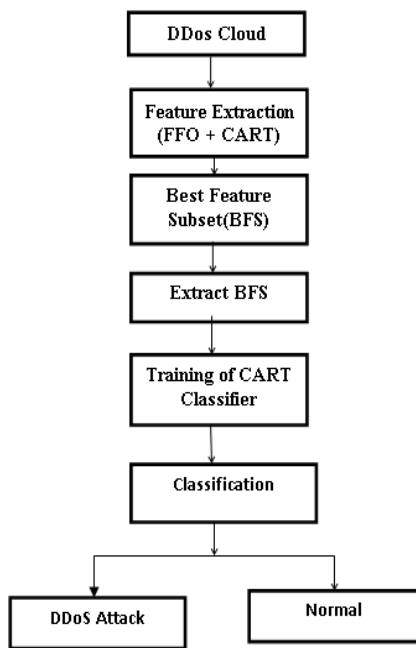 DDos Cloud
Feature Extraction
(FFO + CART)
Best Feature
Subset(BFS)
Extract BFS
Training of CART
Classifier
Classification
DDoS Attack
Normal